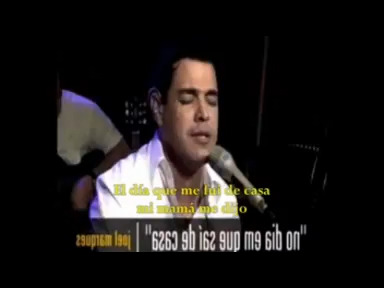 El día que me fui de casa
mi mamá me dijo
"no dia em que saí de casa" | joel marques